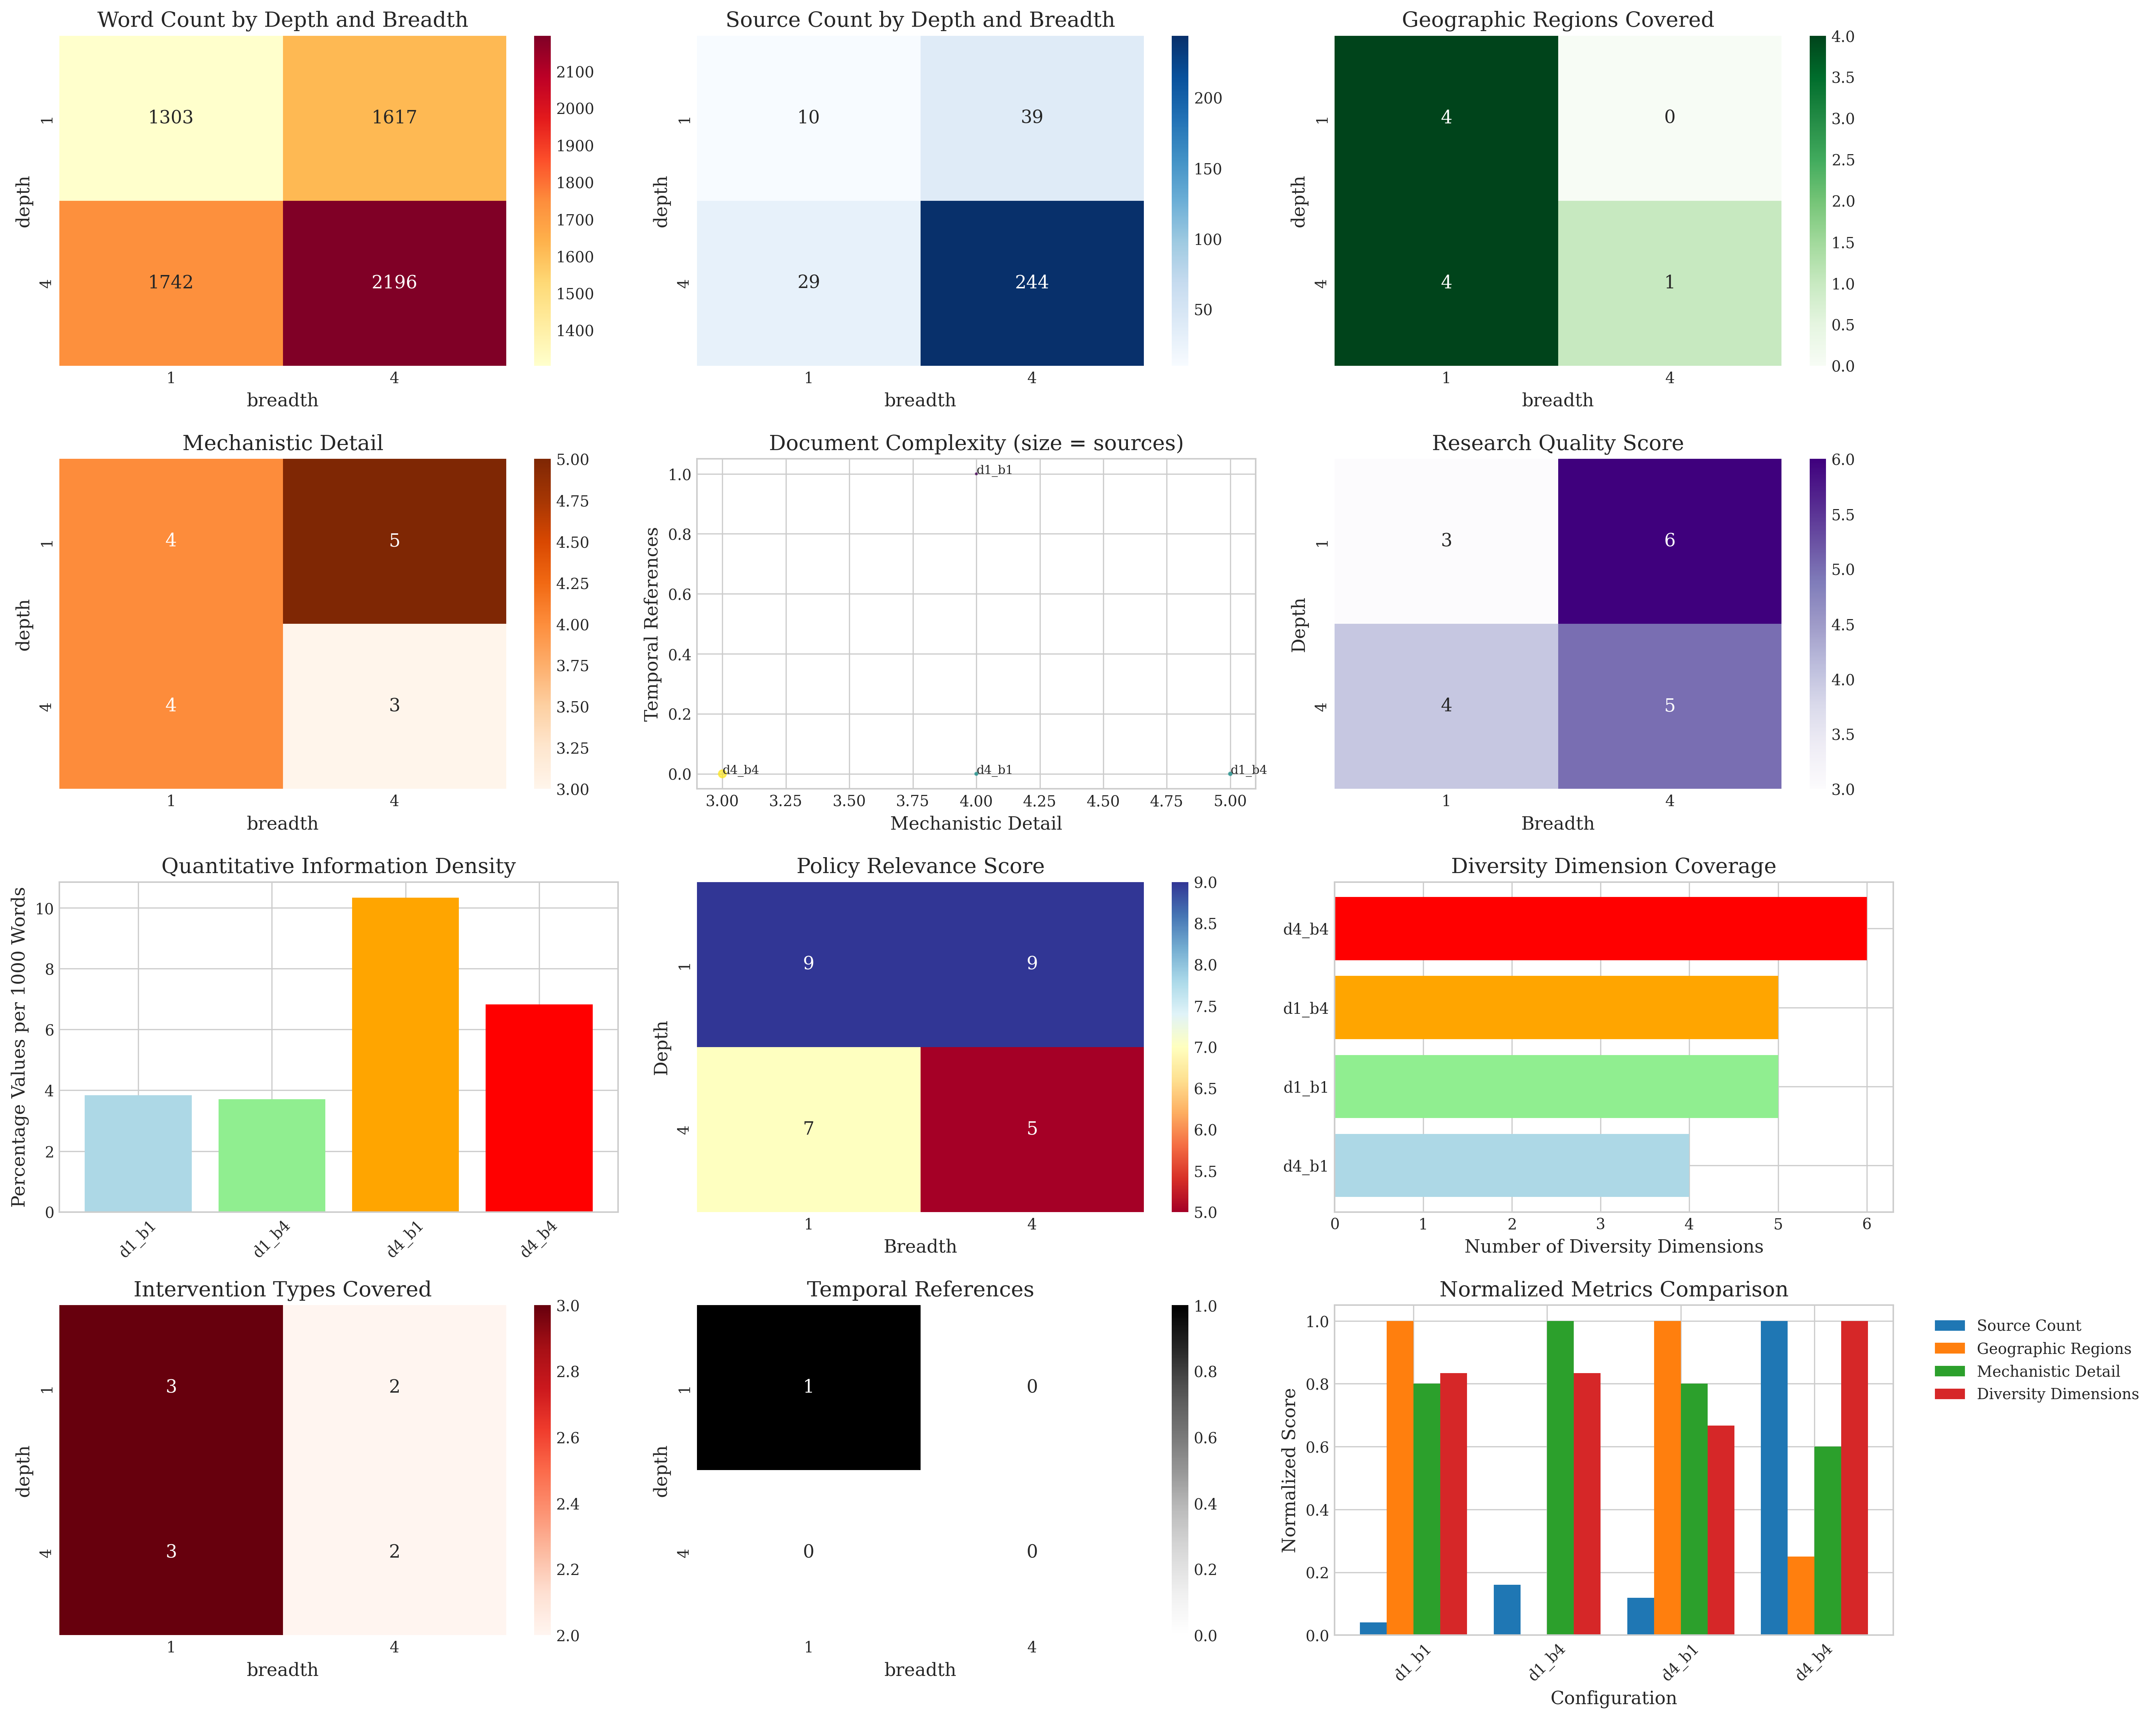 Word Count by Depth and Breadth
1303
1617
1742
2196
1
4
depth
1
4
breadth
2100
2000
1900
1800
1700
1600
1500
1400
Source Count by Depth and Breadth
10
39
29
244
1
4
depth
1
4
breadth
200
150
100
50
Geographic Regions Covered
4
0
4
1
1
4
depth
1
4
breadth
4.0
3.5
3.0
2.5
2.0
1.5
1.0
0.5
0.0
Mechanistic Detail
4
5
4
3
1
4
depth
1
4
breadth
5.00
4.75
4.50
4.25
4.00
3.75
3.50
3.25
3.00
Document Complexity (size = sources)
1.0
0.8
0.6
0.4
0.2
0.0
Temporal References
d1_b1
d4_b4
d4_b1
d1_b4
3.00 3.25 3.50 3.75 4.00 4.25 4.50 4.75 5.00
Mechanistic Detail
Research Quality Score
3
6
4
5
1
4
Depth
1
4
Breadth
6.0
5.5
5.0
4.5
4.0
3.5
3.0
Quantitative Information Density
Percentage Values per 1000 Words
10
8
6
4
2
0
d1_b1
d1_b4
d4_b1
d4_b4
Policy Relevance Score
9
9
7
5
1
4
Depth
1
4
Breadth
9.0
8.5
8.0
7.5
7.0
6.5
6.0
5.5
5.0
Diversity Dimension Coverage
d4_b4
d1_b4
d1_b1
d4_b1
0 1 2 3 4 5 6
Number of Diversity Dimensions
Intervention Types Covered
3
2
3
2
1
4
depth
1
4
breadth
3.0
2.8
2.6
2.4
2.2
2.0
Temporal References
1
0
0
0
1
4
depth
1
4
breadth
1.0
0.8
0.6
0.4
0.2
0.0
Normalized Metrics Comparison
Normalized Score
1.0
0.8
0.6
0.4
0.2
0.0
d1_b1
d1_b4
d4_b1
d4_b4
Configuration
Source Count
Geographic Regions
Mechanistic Detail
Diversity Dimensions